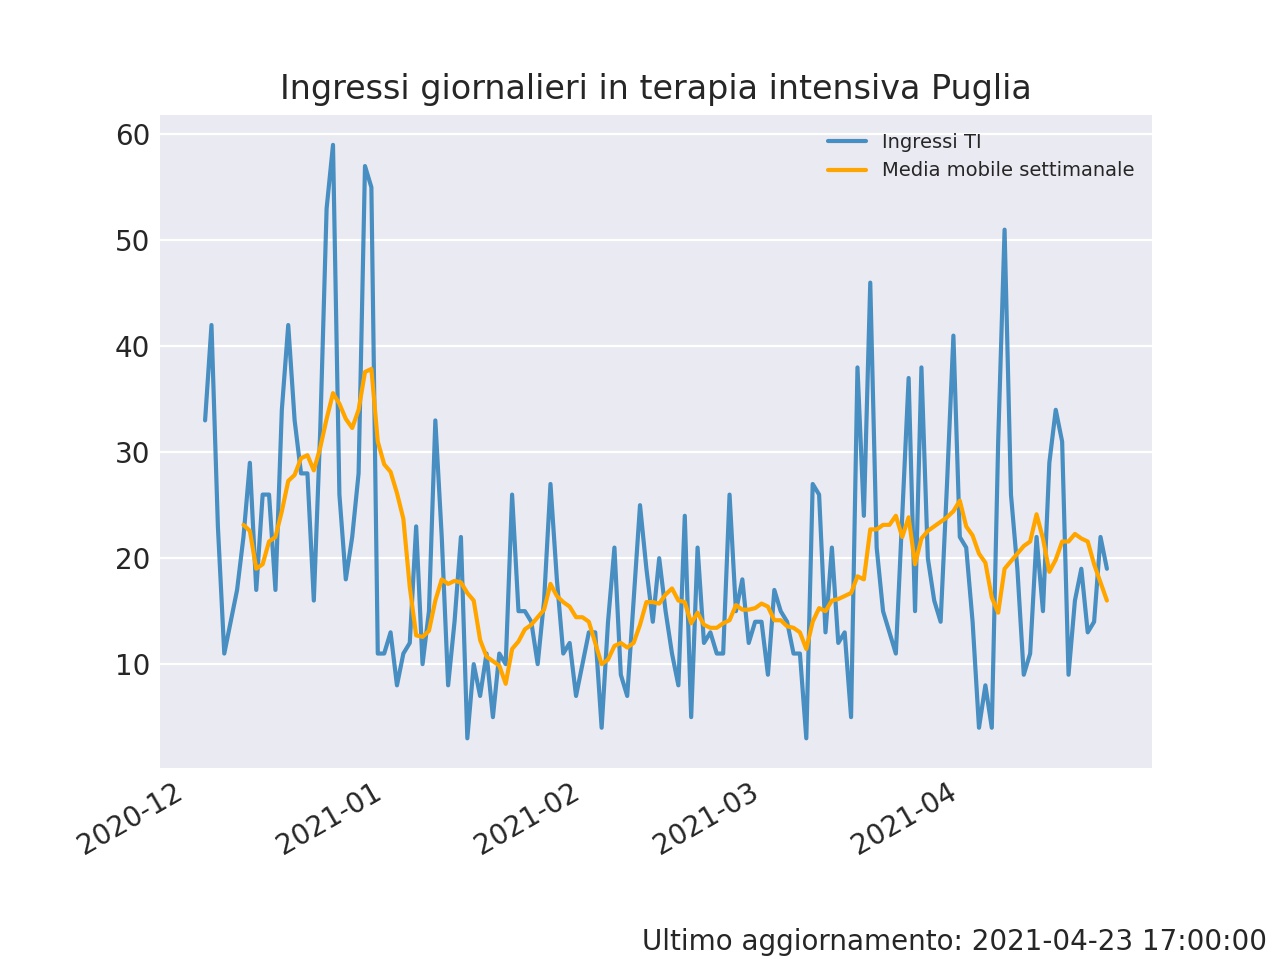 Ingressi giornalieri in terapia intensiva Puglia
Ingressi TI
Media mobile settimanale
60
50
40
30
20
10
2020-12
2021-01
2021-02
2021-03
2021-04
Ultimo aggiornamento: 2021-04-23 17:00:00